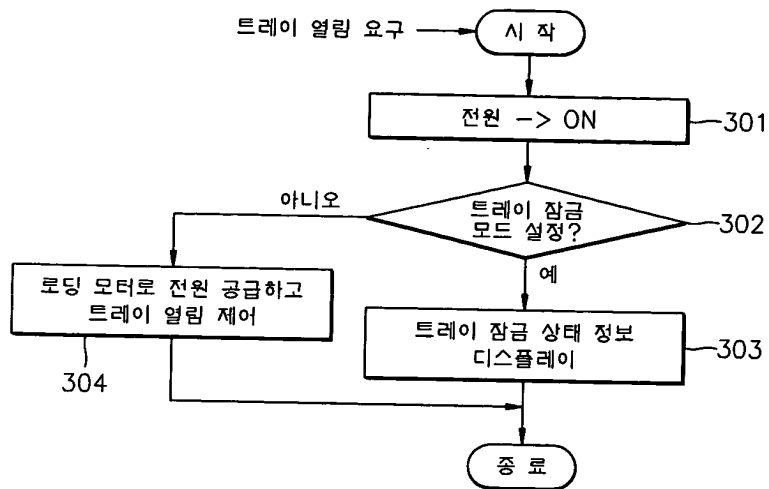 트레이 열림 요구
시 작
전원 -> ON
301
트레이 잠금
모드 설정?
302
아니오
예
로딩 모터로 전원 공급하고
트레이 열림 제어
304
트레이 잠금 상태 정보
디스플레이
303
종 료